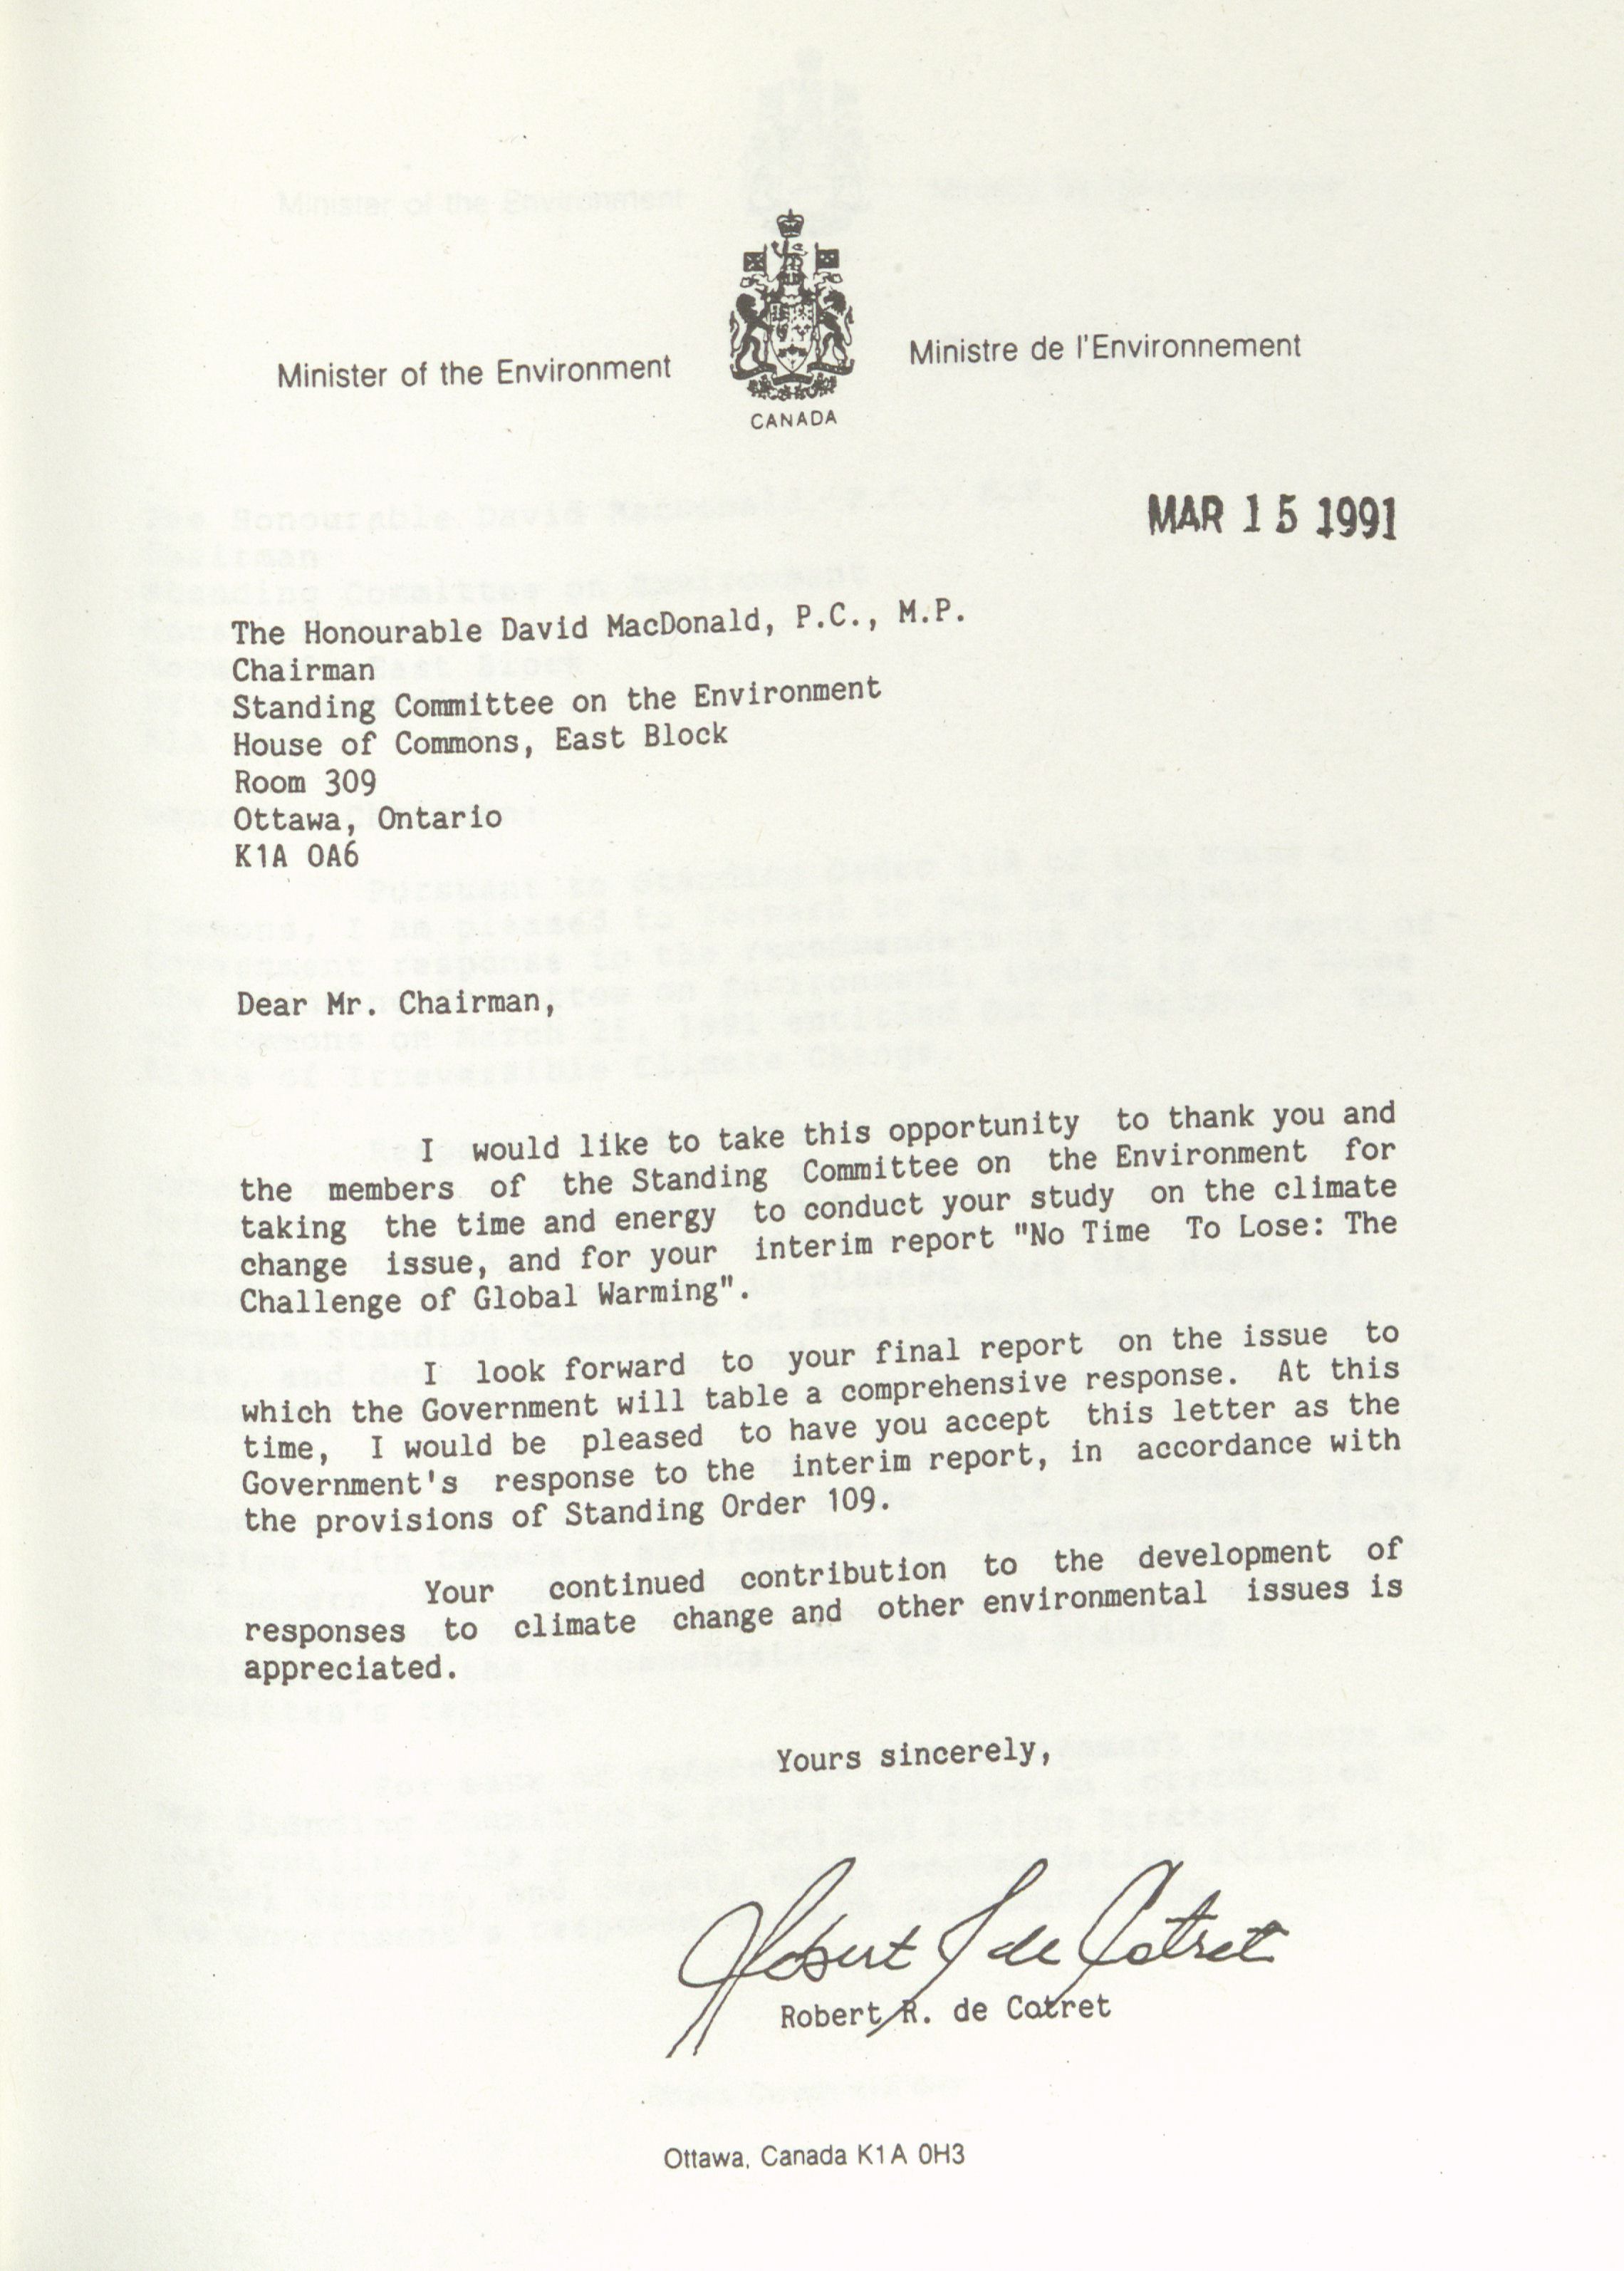 Minister of the Environment
Ministre de l'Environnement
CANADA
MAR 15 1991
The Honourable David MacDonald, P.C., M.P.
Chairman
Standing Committee on the Environment
House of Commons, East Block
Room 309
Ottawa, Ontario
K1A 0A6
Dear Mr. Chairman,
I would like to take this opportunity to thank you and
the members of the Standing Committee on the Environment for
taking the time and energy to conduct your study on the climate
change issue, and for your interim report "No Time To Lose: The
Challenge of Global Warming".
I look forward to your final report on the issue to
which the Government will table a comprehensive response. At this
time, I would be pleased to have you accept this letter as the
Government's response to the interim report, in accordance with
the provisions of Standing Order 109.
Your continued contribution to the development of
responses to climate change and other environmental issues is
appreciated.
Yours sincerely,
Robert de Cotret
Robert R. de Cotret
Ottawa, Canada K1A 0H3